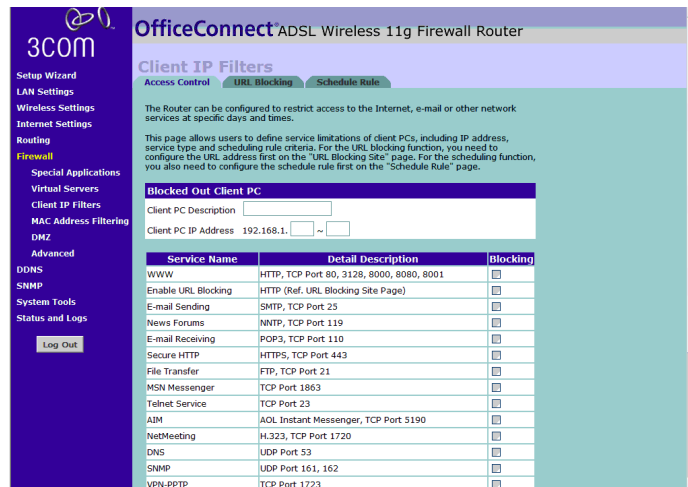 3COM
OfficeConnect® ADSL Wireless 11g Firewall Router
Client IP Filters
Access Control
URL Blocking
Schedule Rule
Setup Wizard
LAN Settings
Wireless Settings
Internet Settings
Routing
Firewall
Special Applications
Virtual Servers
Client IP Filters
MAC Address Filtering
DMZ
Advanced
DDNS
SNMP
System Tools
Status and Logs
Log Out
The Router can be configured to restrict access to the Internet, e-mail or other network
services at specific days and times.
This page allows users to define service limitations of client PCs, including IP address,
service type and scheduling rule criteria. For the URL blocking function, you need to
configure the URL address first on the "URL Blocking Site" page. For the scheduling function,
you also need to configure the schedule rule first on the "Schedule Rule" page.
Blocked Out Client PC
Client PC Description
Client PC IP Address 192.168.1. ~
Service Name Detail Description Blocking
WWW HTTP, TCP Port 80, 3128, 8000, 8080, 8001
Enable URL Blocking HTTP (Ref. URL Blocking Site Page)
E-mail Sending SMTP, TCP Port 25
News Forums NNTP, TCP Port 119
E-mail Receiving POP3, TCP Port 110
Secure HTTP HTTPS, TCP Port 443
File Transfer FTP, TCP Port 21
MSN Messenger TCP Port 1863
Telnet Service TCP Port 23
AIM AOL Instant Messenger, TCP Port 5190
NetMeeting H.323, TCP Port 1720
DNS UDP Port 53
SNMP UDP Port 161, 162
VPN-PPTP TCP Port 1723